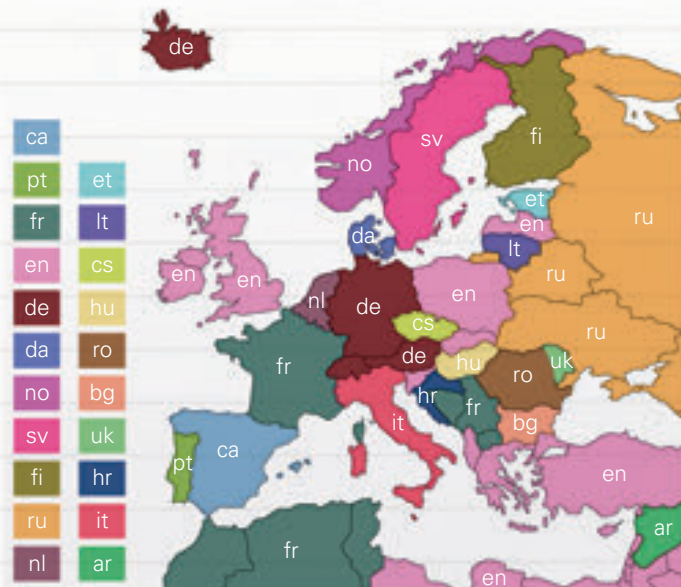 ca
pt et
fr lt
en cs
de hu
da ro
no bg
sv uk
fi hr
ru it
nl ar
de
sv
fi
no
et
ru
en
da
lt
en
en
nl
de
en
ru
cs
ru
fr
de
hu
uk
ro
hr
fr
it
bg
ca
pt
en
ar
fr
en